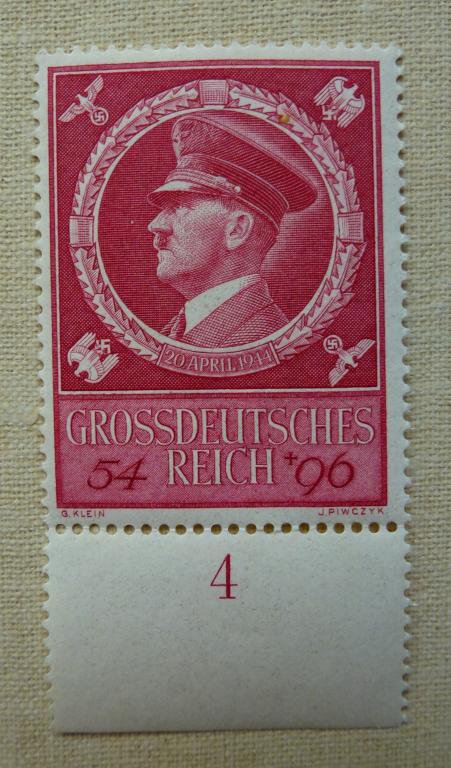 20. APRIL 1944
GROSSDEUTSCHES
54 REICH +96
G. KLEIN J. PIWCZYK
4